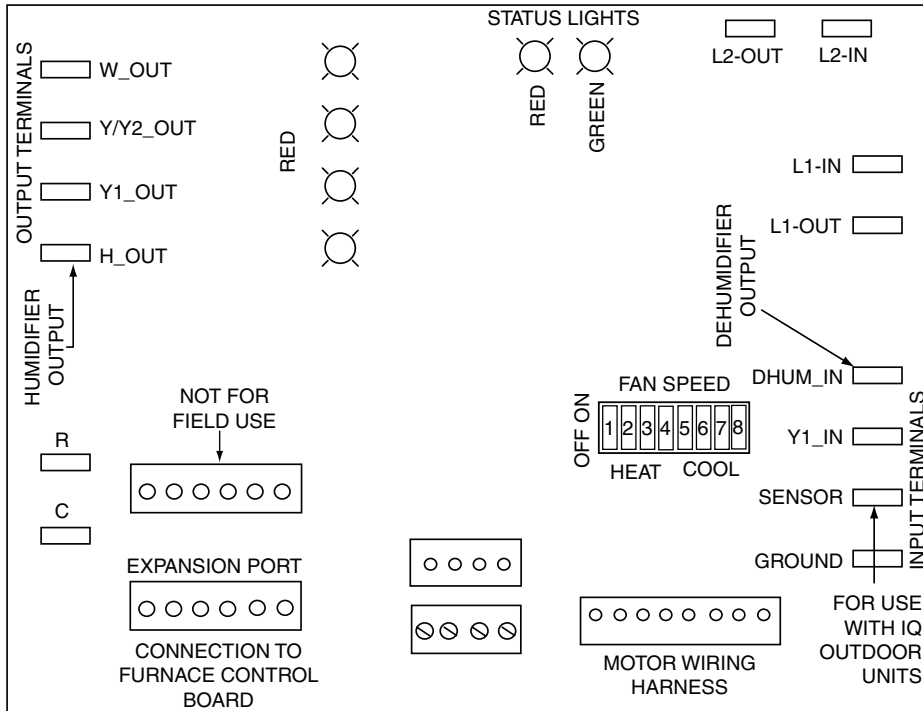 STATUS LIGHTS
RED
GREEN
L2-OUT
L2-IN
OUTPUT TERMINALS
W_OUT
Y/Y2_OUT
Y1_OUT
H_OUT
RED
L1-IN
L1-OUT
HUMIDIFIER
OUTPUT
DEHUMIDIFIER
OUTPUT
NOT FOR
FIELD USE
FAN SPEED
OFF ON
1 2 3 4 5 6 7 8
HEAT
COOL
DHUM_IN
Y1_IN
SENSOR
GROUND
INPUT TERMINALS
R
C
EXPANSION PORT
CONNECTION TO
FURNACE CONTROL
BOARD
MOTOR WIRING
HARNESS
FOR USE
WITH IQ
OUTDOOR
UNITS